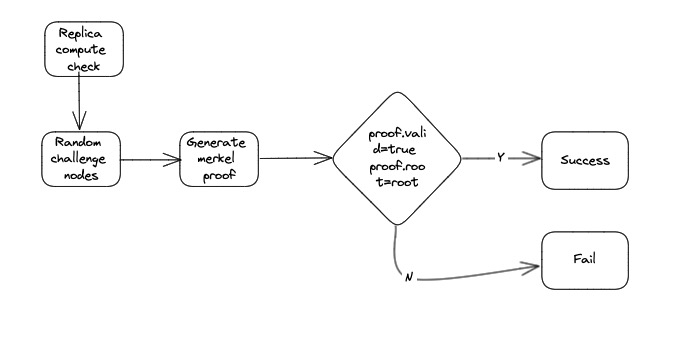 Replica
compute
check
Random
challenge
nodes
Generate
merkel
proof
proof.vali
d=true
proof.roo
t=root
Y
Success
N
Fail